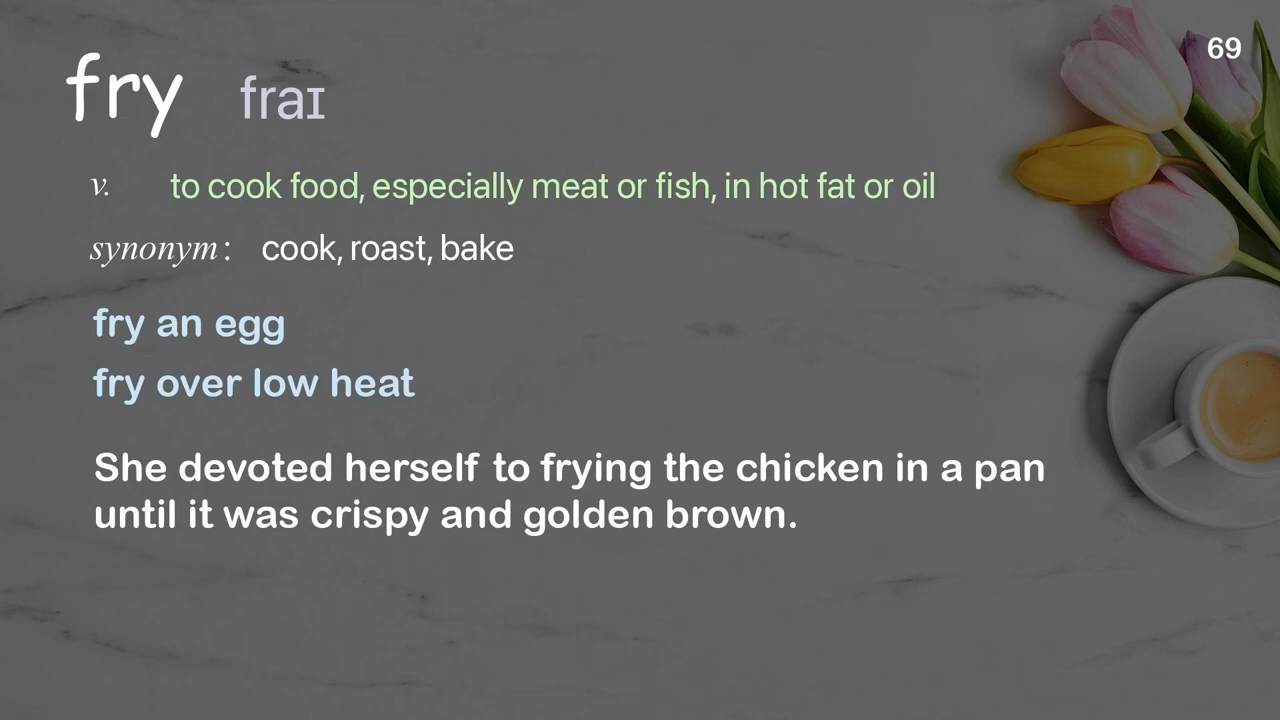 69
fry fraɪ
v. to cook food, especially meat or fish, in hot fat or oil
synonym: cook, roast, bake
fry an egg
fry over low heat
She devoted herself to frying the chicken in a pan
until it was crispy and golden brown.